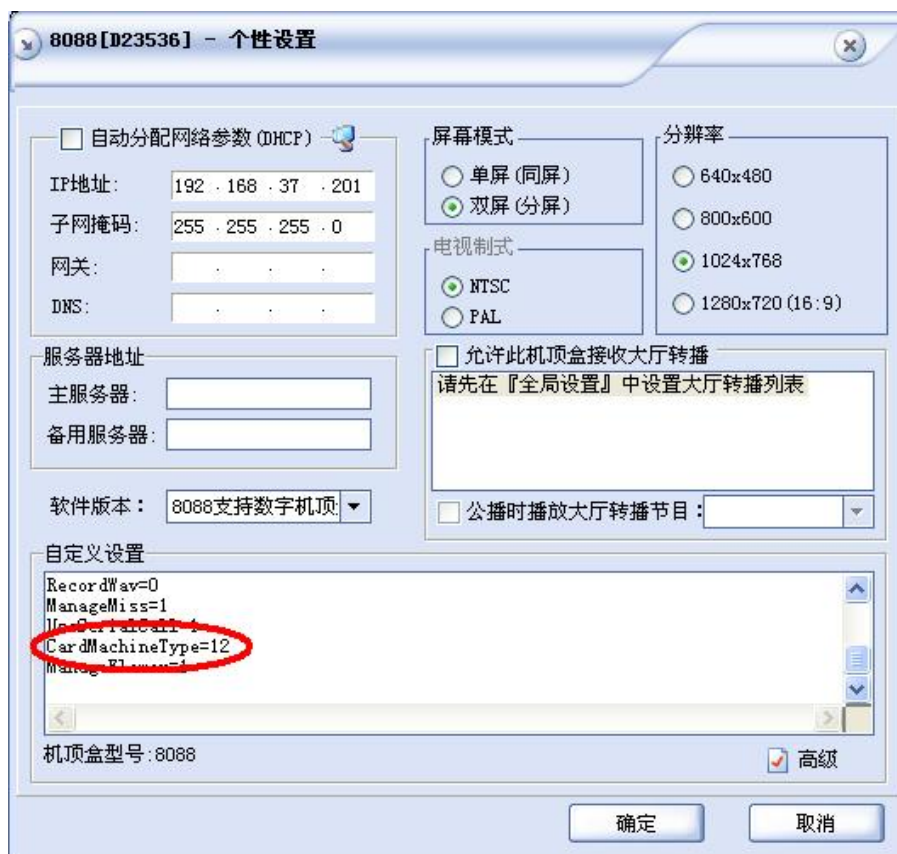 8088[D23536] - 个性设置
自动分配网络参数(DHCP)
IP地址: 192 . 168 . 37 . 201
子网掩码: 255 . 255 . 255 . 0
网关: . . .
DNS: . . .
屏幕模式
单屏(同屏)
双屏(分屏)
电视制式
NTSC
PAL
分辨率
640x480
800x600
1024x768
1280x720(16:9)
服务器地址
主服务器:
备用服务器:
允许此机顶盒接收大厅转播
请先在『全局设置』中设置大厅转播列表
软件版本: 8088支持数字机顶
公播时播放大厅转播节目:
自定义设置
RecordWav=0
ManageMiss=1
CardMachineType=12
机顶盒型号:8088
高级
确定
取消